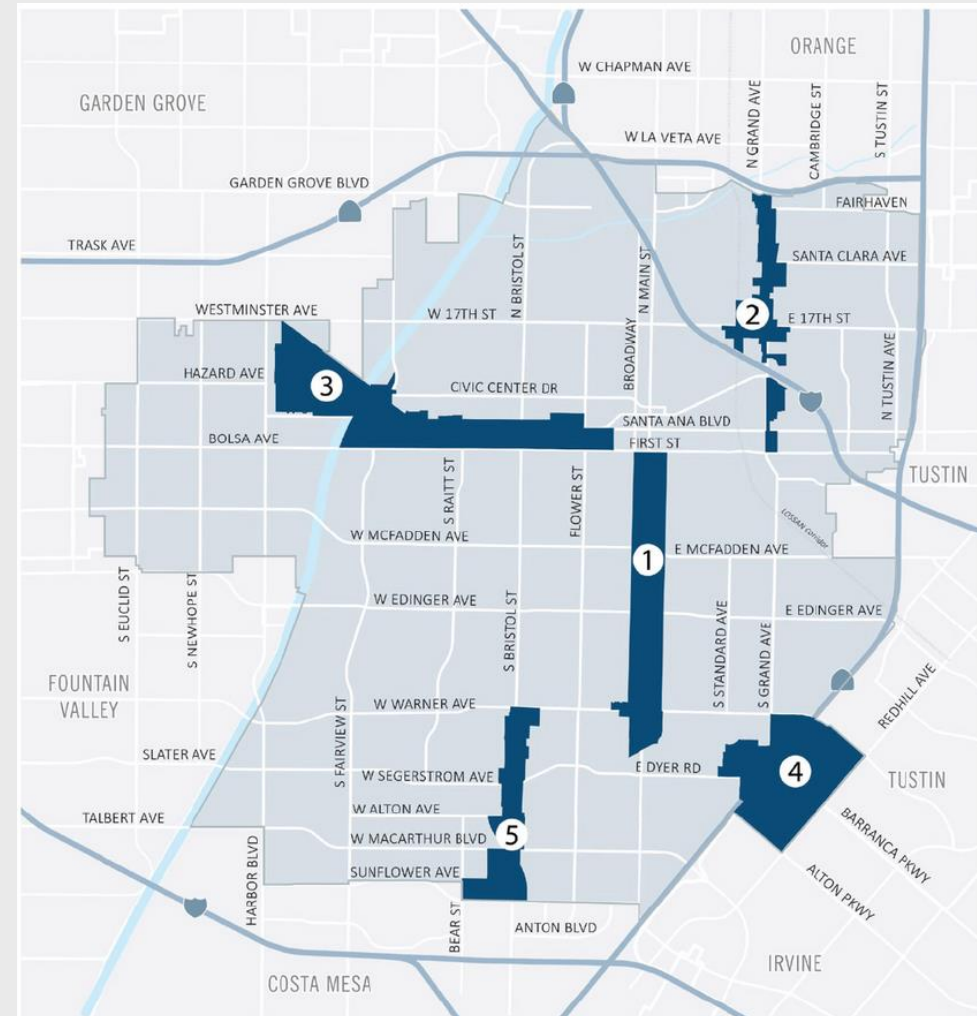 ORANGE
W CHAPMAN AVE
GARDEN GROVE
N GRAND AVE
CAMBRIDGE ST
S TUSTIN ST
W LA VETA AVE
GARDEN GROVE BLVD
FAIRHAVEN
TRASK AVE
N BRISTOL ST
N MAIN ST
SANTA CLARA AVE
WESTMINSTER AVE
W 17TH ST
2
E 17TH ST
BROADWAY
N TUSTIN AVE
HAZARD AVE
3
CIVIC CENTER DR
SANTA ANA BLVD
BOLSA AVE
FIRST ST
TUSTIN
S RAITT ST
FLOWER ST
LOSSAN corridor
W MCFADDEN AVE
1
E MCFADDEN AVE
S EUCLID ST
S NEWHOPE ST
W EDINGER AVE
E EDINGER AVE
S BRISTOL ST
S STANDARD AVE
S GRAND AVE
FOUNTAIN
VALLEY
REDHILL AVE
W WARNER AVE
S FAIRVIEW ST
SLATER AVE
E DYER RD
4
W SEGERSTROM AVE
TUSTIN
TALBERT AVE
W ALTON AVE
5
W MACARTHUR BLVD
BARRANCA PKWY
HARBOR BLVD
SUNFLOWER AVE
ALTON PKWY
BEAR ST
ANTON BLVD
IRVINE
COSTA MESA